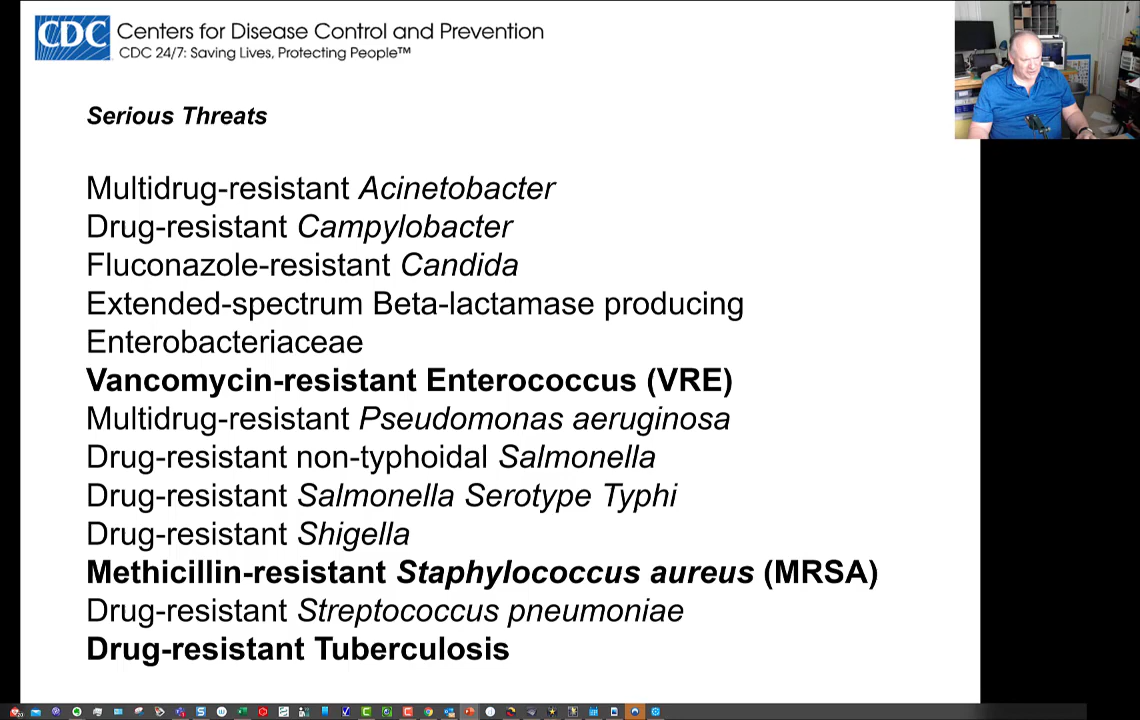 CDC Centers for Disease Control and Prevention
CDC 24/7: Saving Lives, Protecting People™
Serious Threats
Multidrug-resistant Acinetobacter
Drug-resistant Campylobacter
Fluconazole-resistant Candida
Extended-spectrum Beta-lactamase producing
Enterobacteriaceae
Vancomycin-resistant Enterococcus (VRE)
Multidrug-resistant Pseudomonas aeruginosa
Drug-resistant non-typhoidal Salmonella
Drug-resistant Salmonella Serotype Typhi
Drug-resistant Shigella
Methicillin-resistant Staphylococcus aureus (MRSA)
Drug-resistant Streptococcus pneumoniae
Drug-resistant Tuberculosis